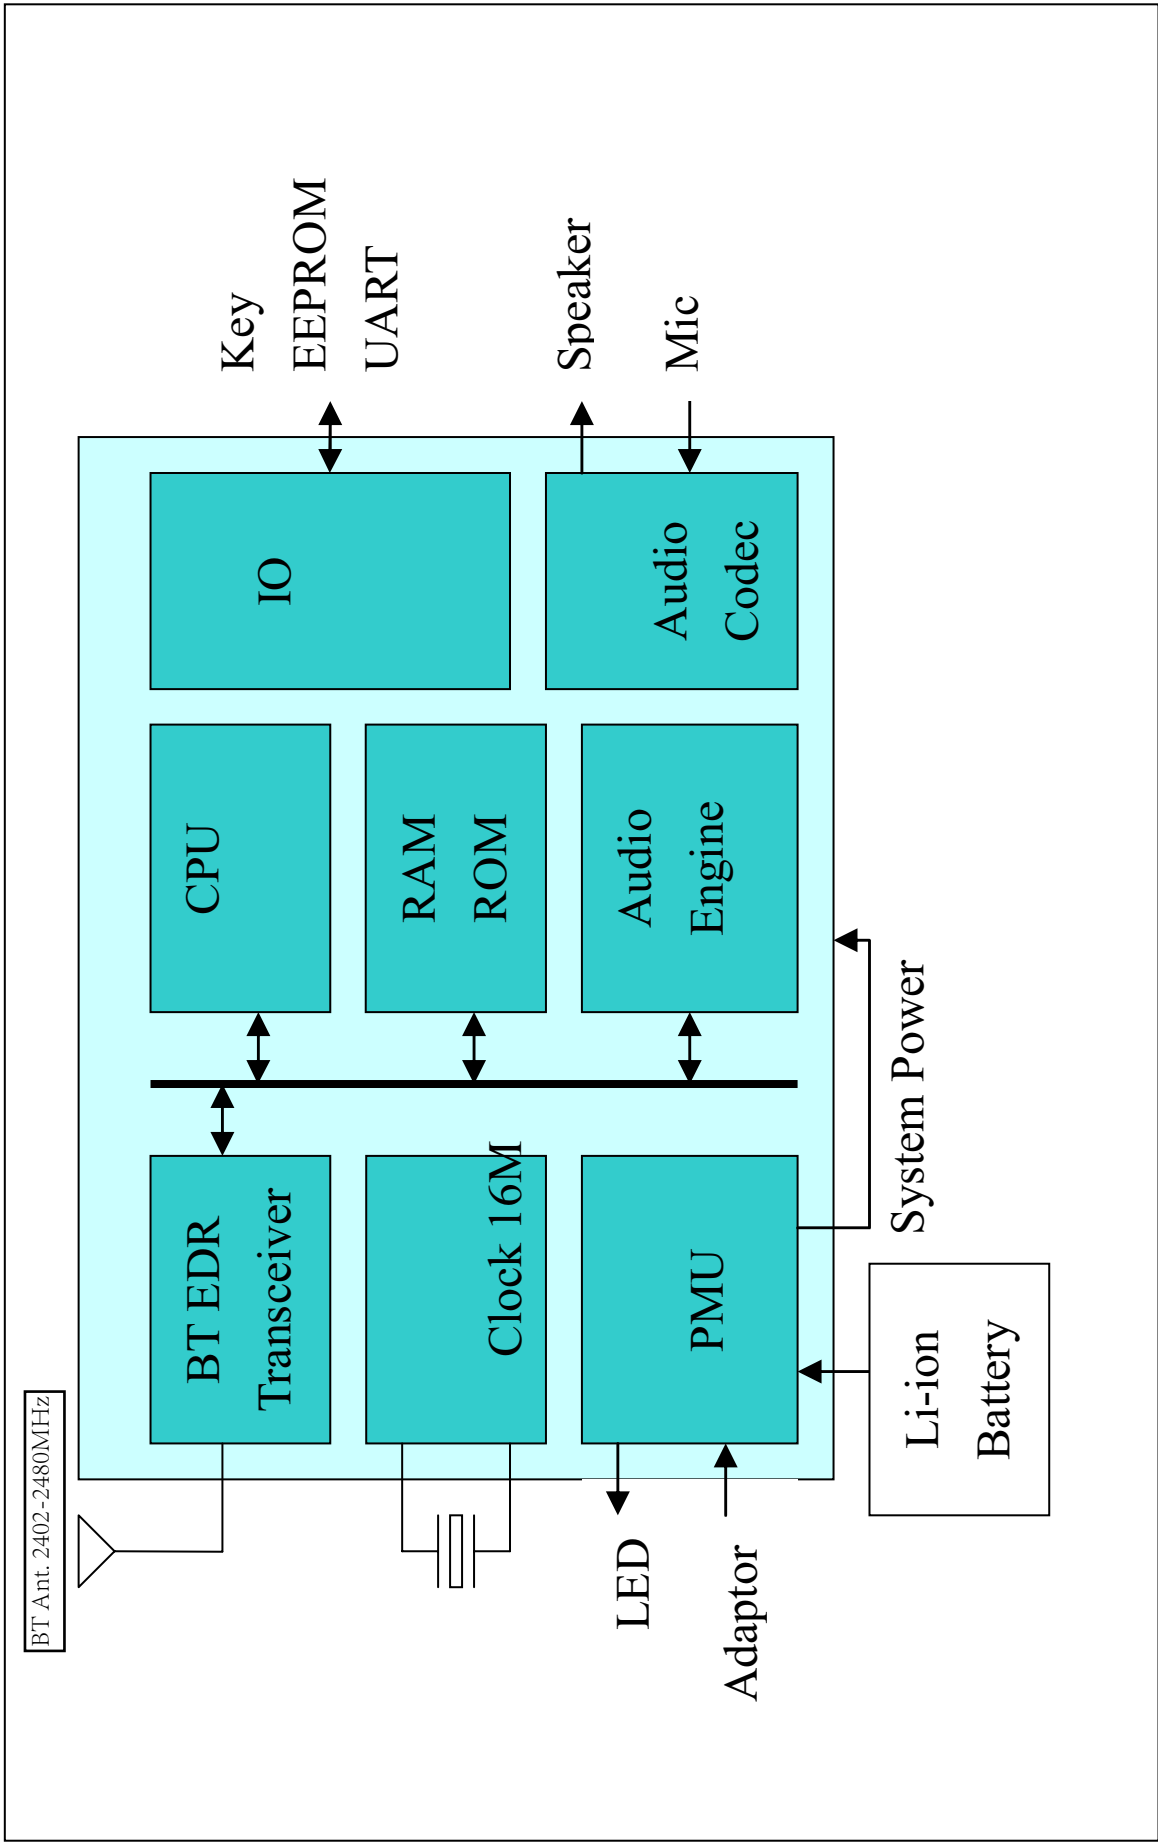 BT Ant. 2402-2480MHz
BT EDR
Transceiver
CPU
IO
Key
EEPROM
UART
Clock 16M
RAM
ROM
Speaker
Mic
LED
Adaptor
PMU
Audio
Engine
Audio
Codec
System Power
Li-ion
Battery